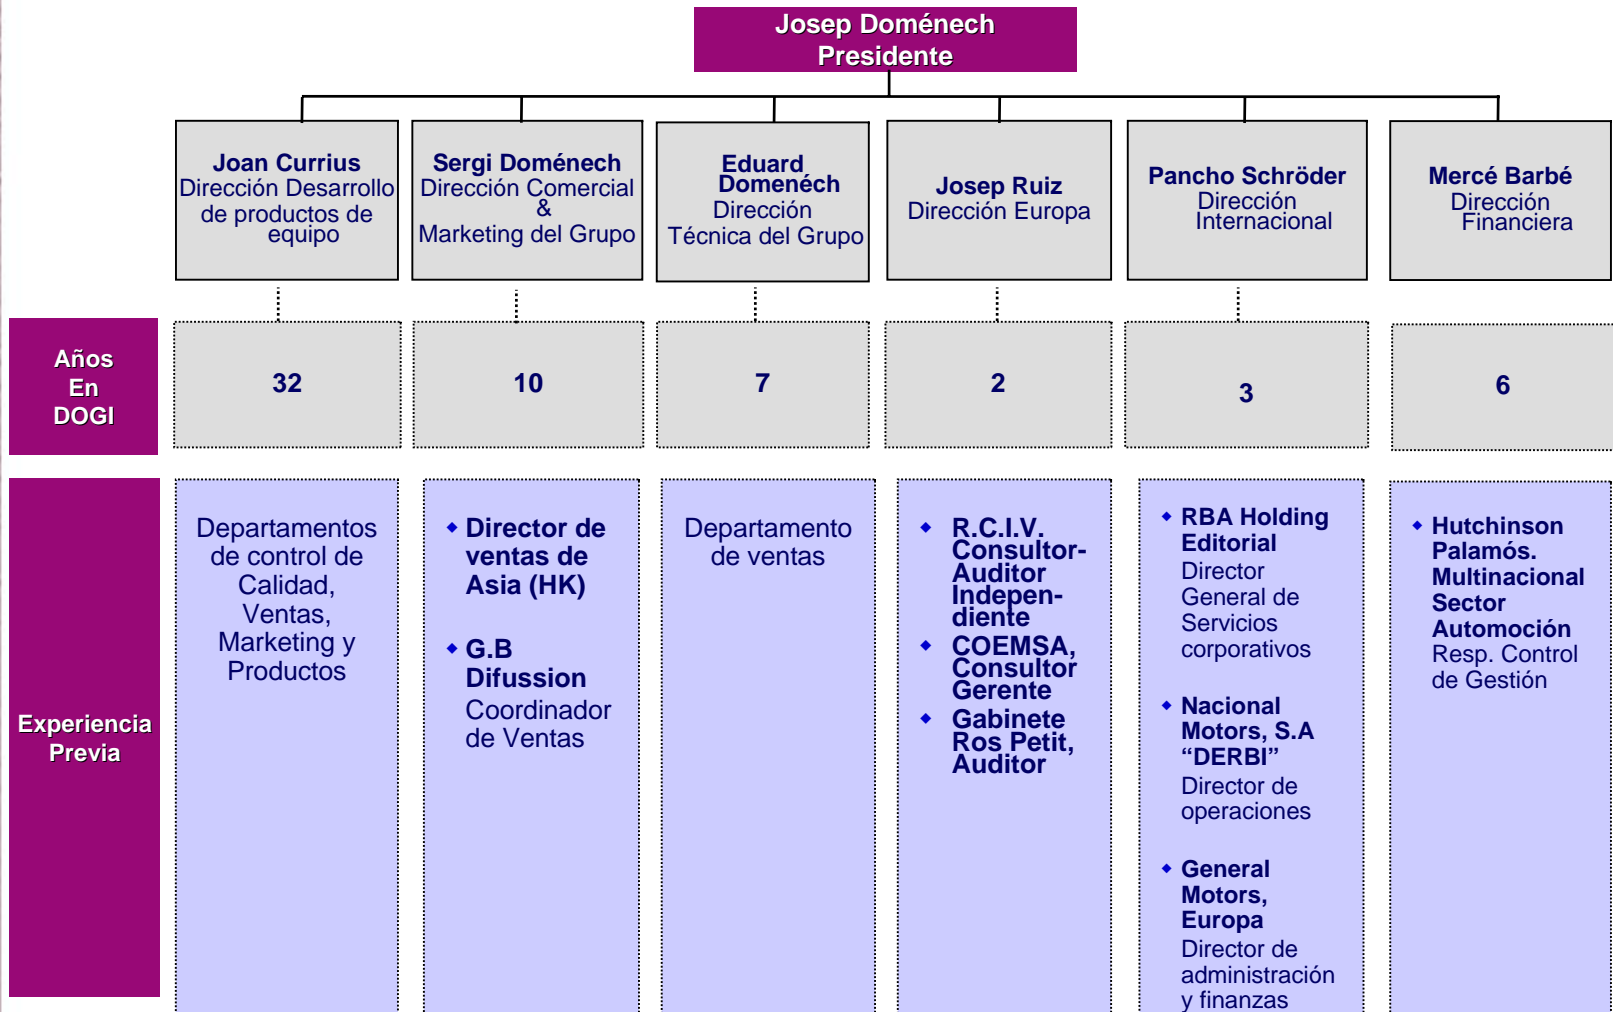 Josep Doménech
Presidente
Joan Currius
Dirección Desarrollo
de productos de
equipo
Sergi Doménech
Dirección Comercial
&
Marketing del Grupo
Eduard
Domenéch
Dirección
Técnica del Grupo
Josep Ruiz
Dirección Europa
Pancho Schröder
Dirección
Internacional
Mercé Barbé
Dirección
Financiera
Años
En
DOGI
32
10
7
2
3
6
Experiencia
Previa
Departamentos
de control de
Calidad,
Ventas,
Marketing y
Productos
Director de
ventas de
Asia (HK)
G.B
Difussion
Coordinador
de Ventas
Departamento
de ventas
R.C.I.V.
Consultor-
Auditor
Indepen-
diente
COEMSA,
Consultor
Gerente
Gabinete
Ros Petit,
Auditor
RBA Holding
Editorial
Director
General de
Servicios
corporativos
Nacional
Motors, S.A
“DERBI”
Director de
operaciones
General
Motors,
Europa
Director de
administración
y finanzas
Hutchinson
Palamós.
Multinacional
Sector
Automoción
Resp. Control
de Gestión